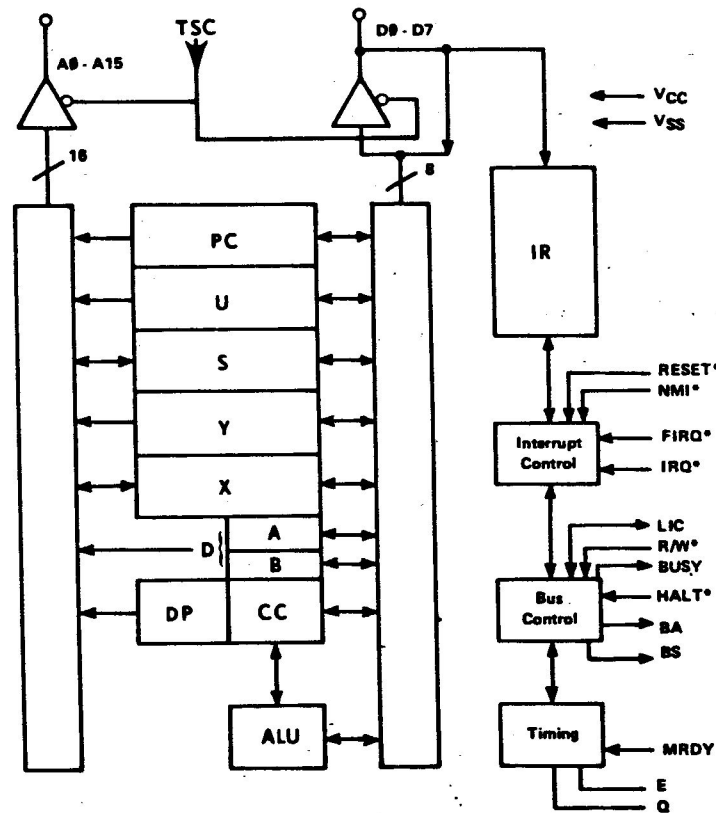 TSC
A0 - A15
D0 - D7
VCC
VSS
16
8
PC
U
S
Y
X
D
A
B
DP
CC
ALU
IR
RESET*
NMI*
Interrupt
Control
FIRQ*
IRQ*
LIC
R/W*
BUSY
Bus
Control
HALT*
BA
BS
Timing
MRDY
E
Q